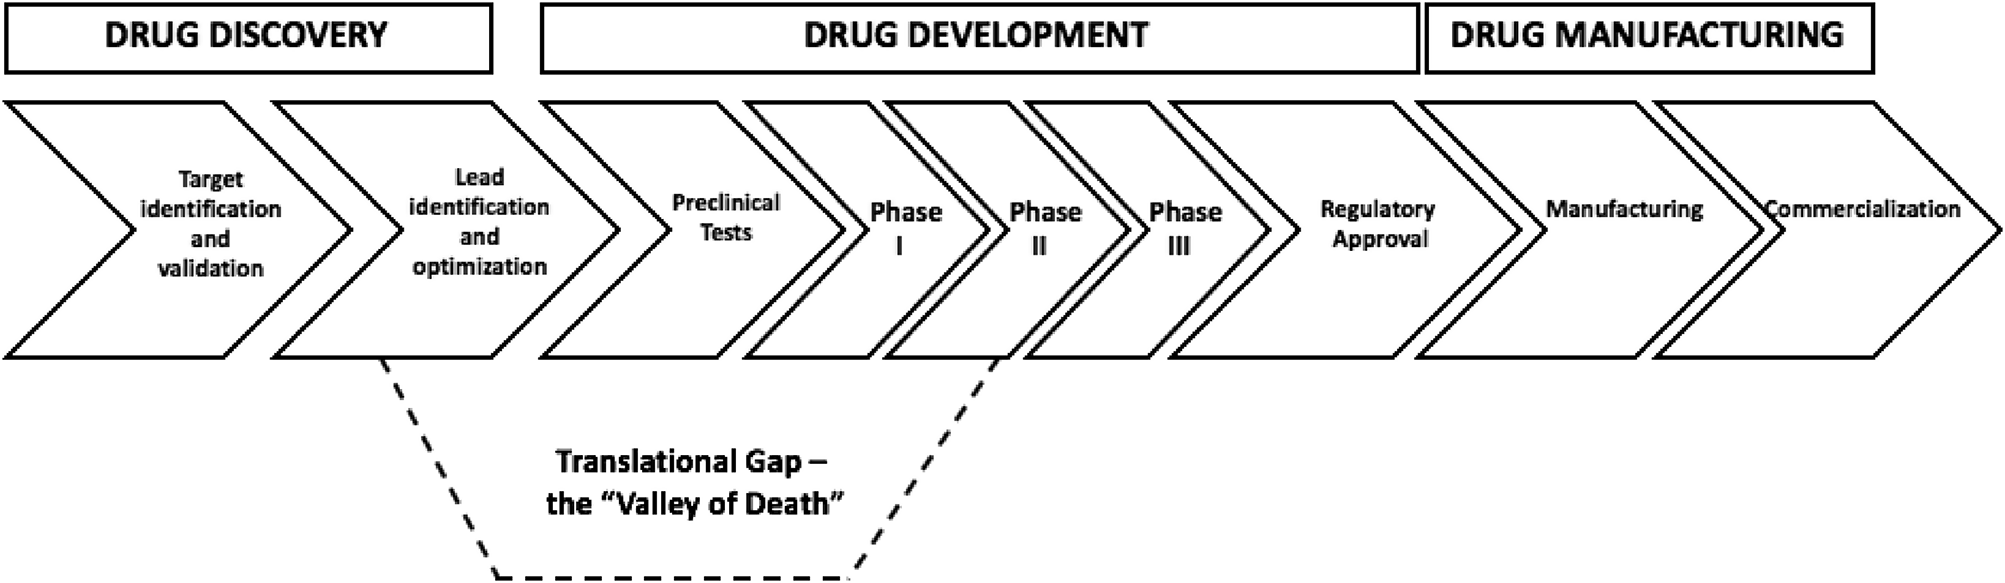 DRUG DISCOVERY
DRUG DEVELOPMENT
DRUG MANUFACTURING
Target
identification
and
validation
Lead
identification
and
optimization
Preclinical
Tests
Phase
I
Phase
II
Phase
III
Regulatory
Approval
Manufacturing
Commercialization
Translational Gap –
the “Valley of Death”